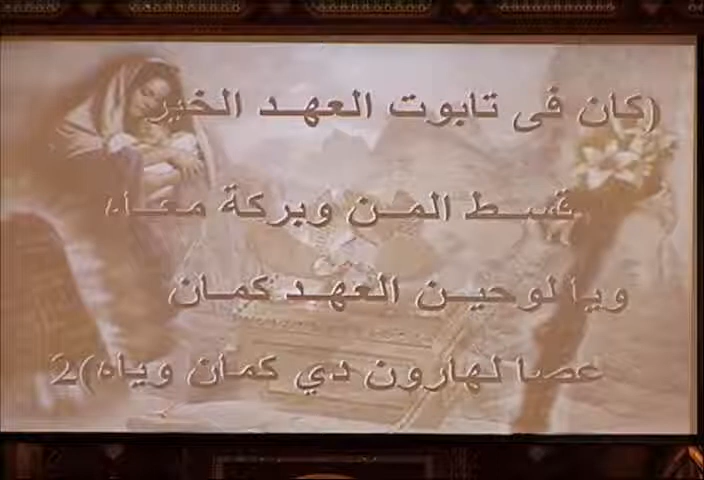 (كان فى تابوت العهد الخير
قسط المن وبركة معاه
ويا لوحين العهد كمان
عصا لهارون دي كمان وياه)2